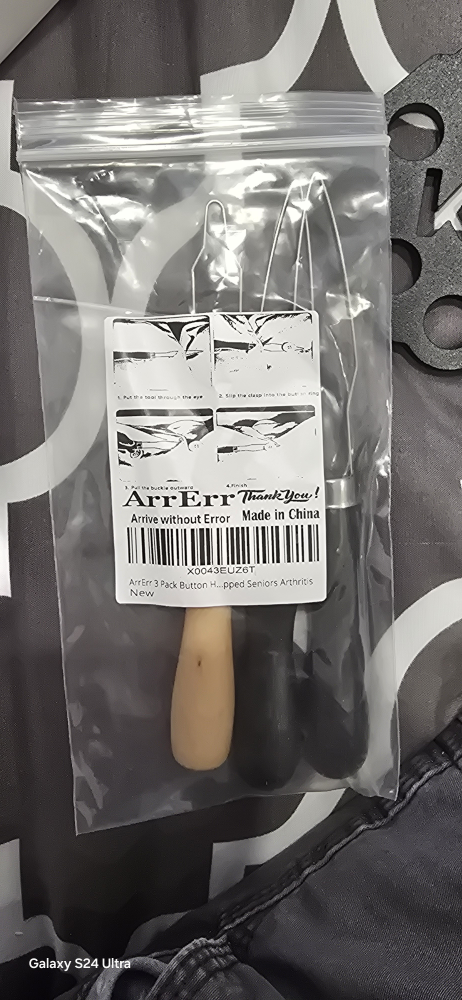 1. Put the tool through the eye
2. Slip the clasp into the butt on ring
3. Pull the buckle outward
4.Finish
ArrErr Thank You!
Arrive without Error Made in China
X0043EUZ6T
ArrErr 3 Pack Button H...pped Seniors Arthritis
New
Galaxy S24 Ultra